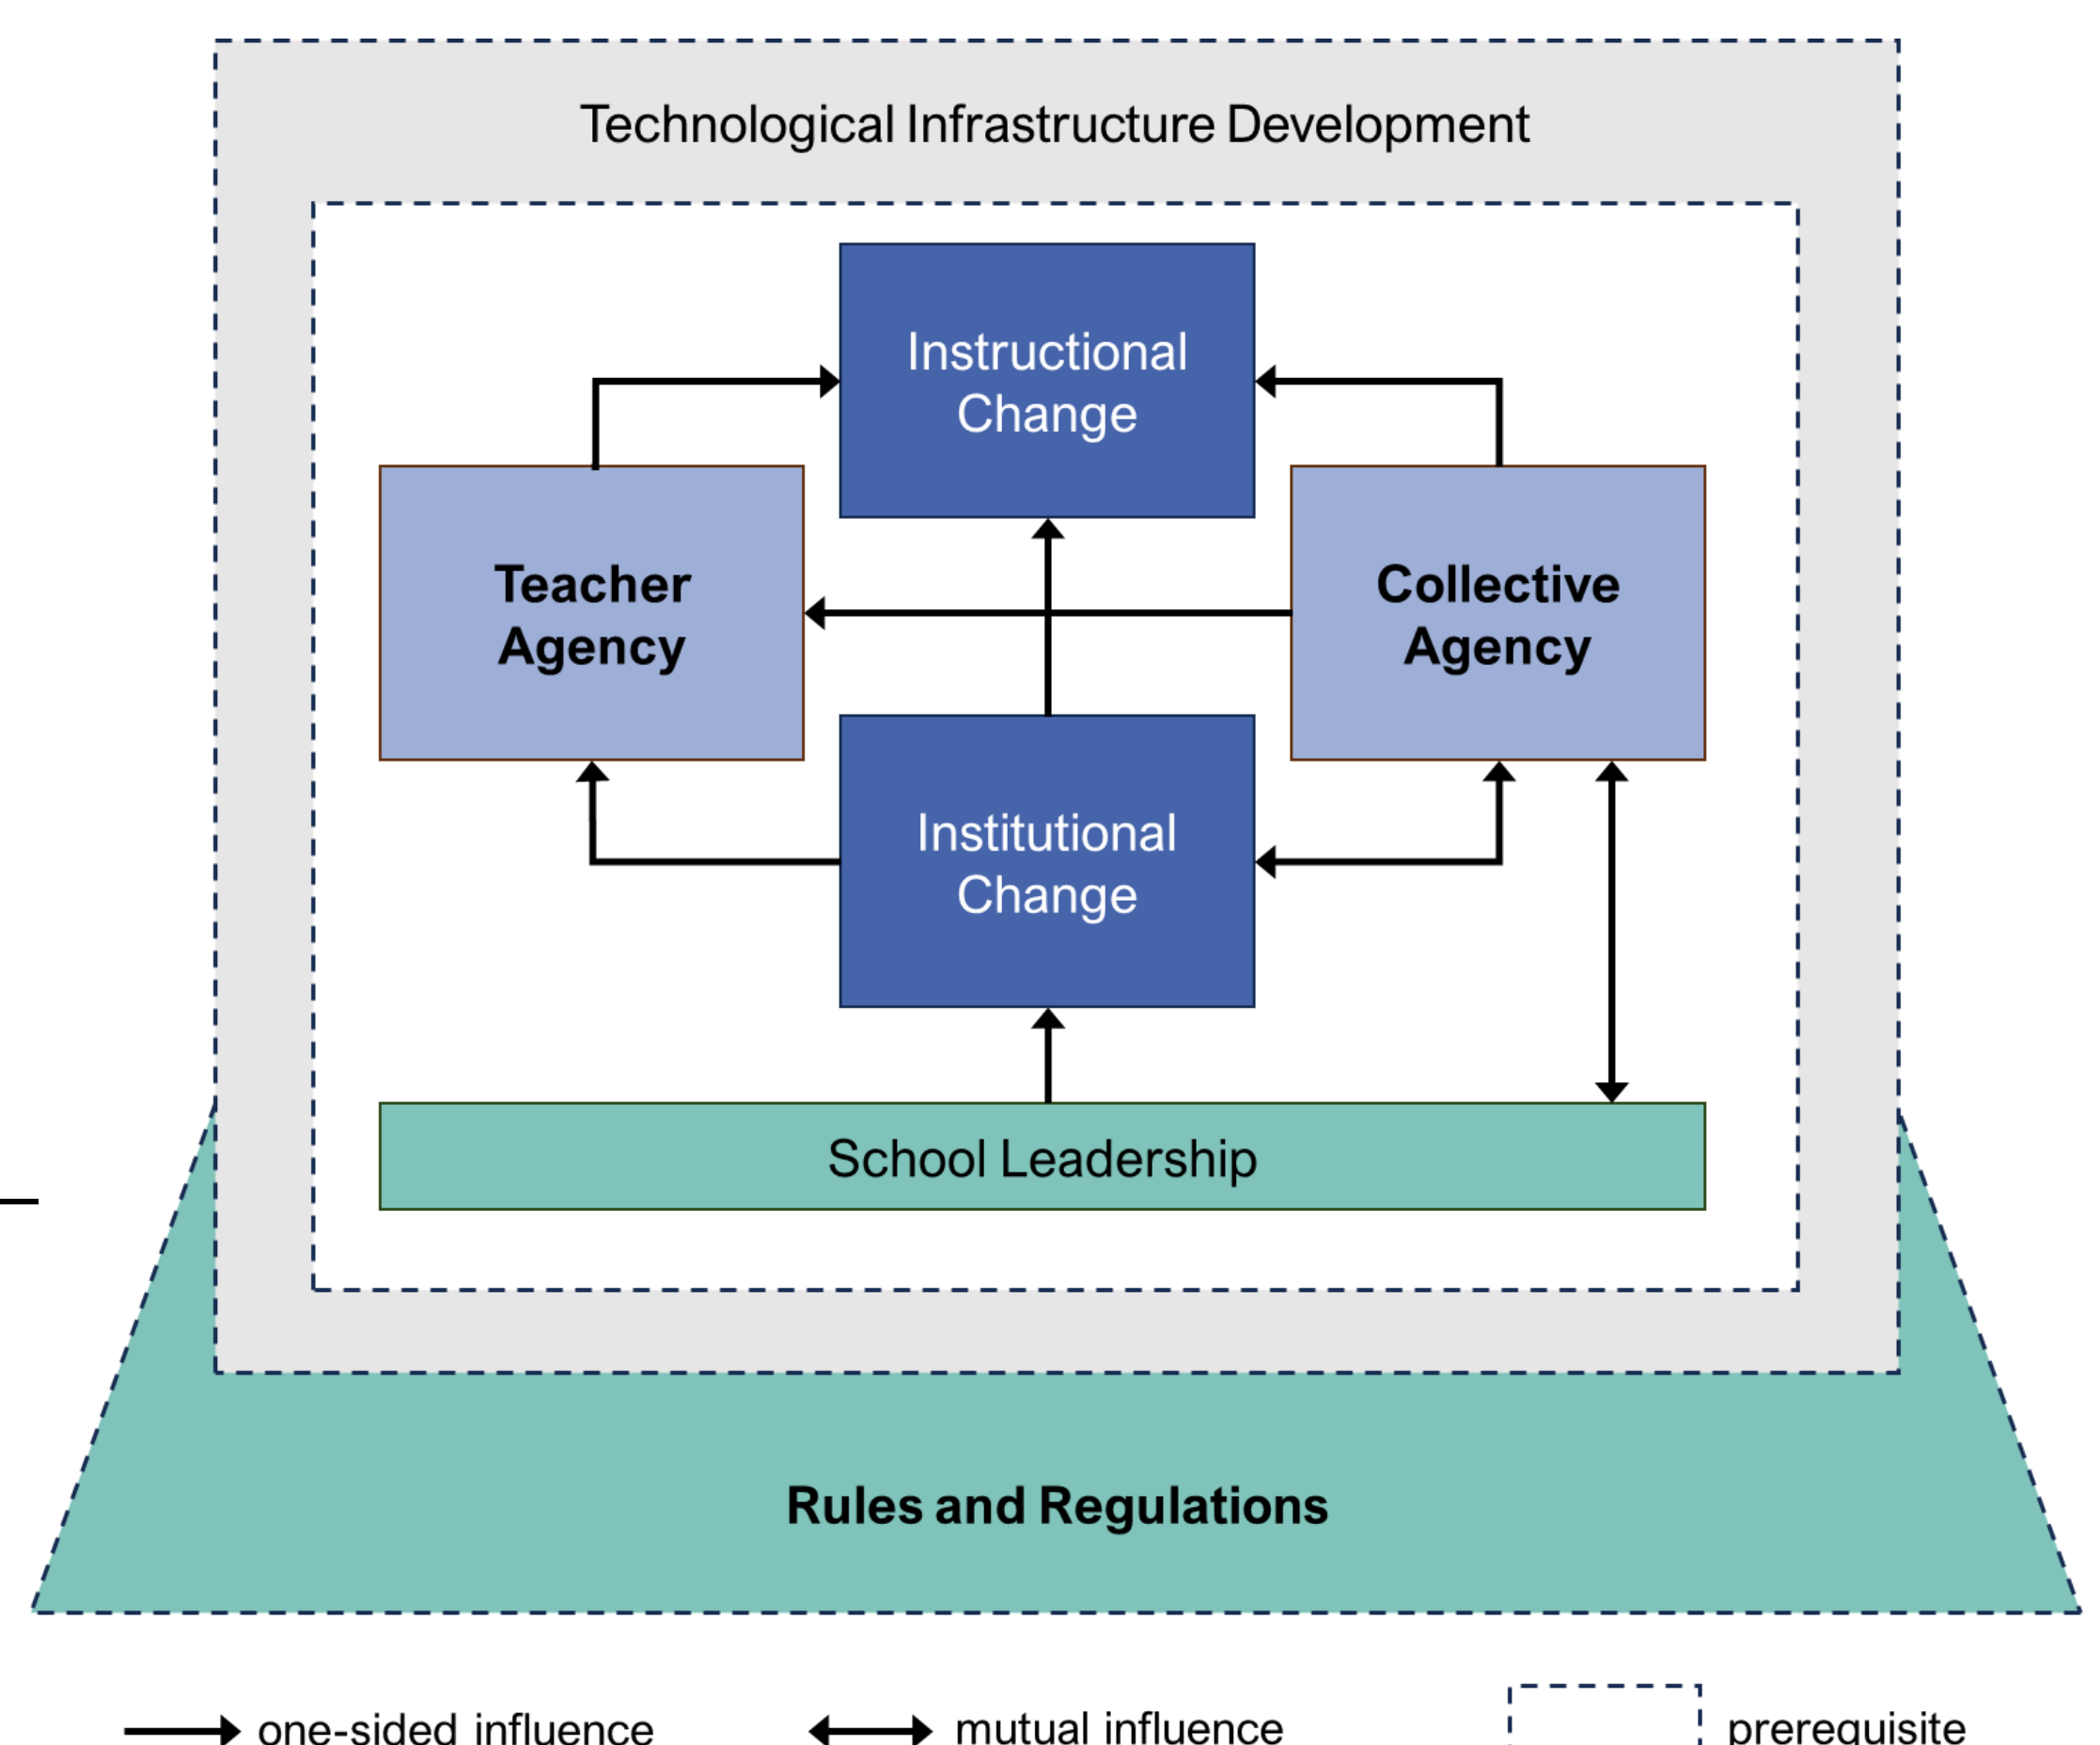 Technological Infrastructure Development
Instructional
Change
Teacher
Agency
Collective
Agency
Institutional
Change
School Leadership
Rules and Regulations
one-sided influence
mutual influence
prerequisite